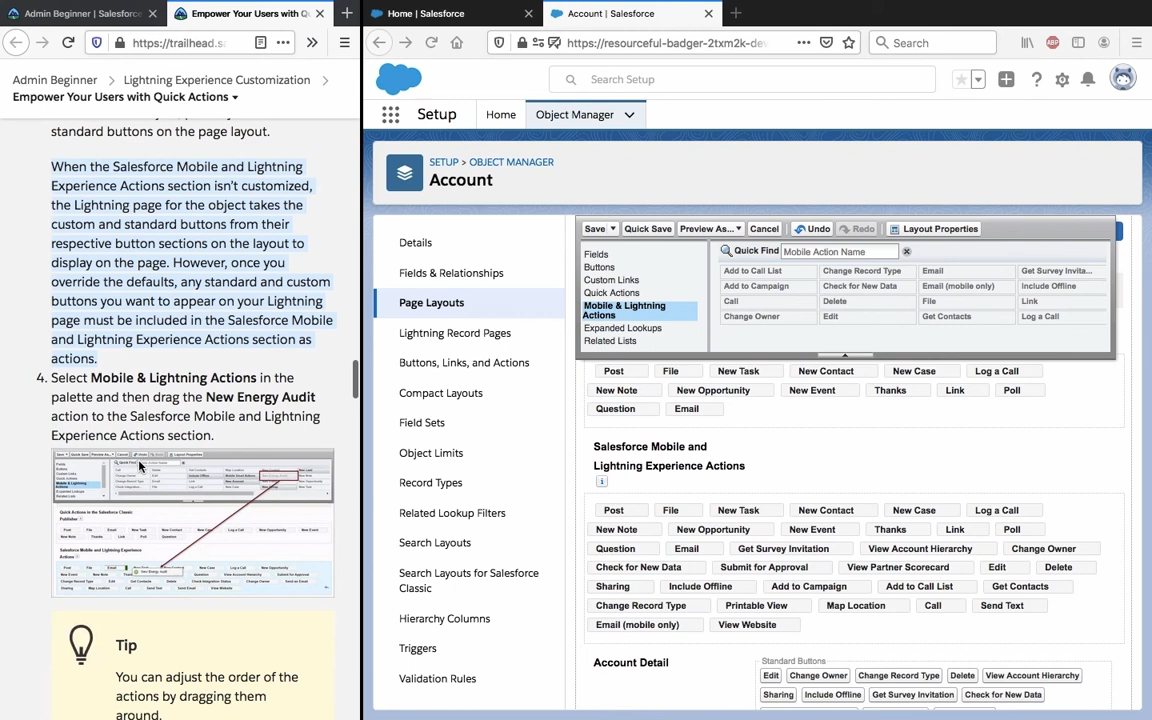 Admin Beginner | Salesforce
Empower Your Users with Q
Home | Salesforce
Account | Salesforce
https://trailhead.sa
https://resourceful-badger-2txm2k-dev
Search
Admin Beginner
Lightning Experience Customization
Empower Your Users with Quick Actions
standard buttons on the page layout.
When the Salesforce Mobile and Lightning
Experience Actions section isn't customized,
the Lightning page for the object takes the
custom and standard buttons from their
respective button sections on the layout to
display on the page. However, once you
override the defaults, any standard and custom
buttons you want to appear on your Lightning
page must be included in the Salesforce Mobile
and Lightning Experience Actions section as
actions.
4. Select Mobile & Lightning Actions in the
palette and then drag the New Energy Audit
action to the Salesforce Mobile and Lightning
Experience Actions section.
Tip
You can adjust the order of the
actions by dragging them
around.
Search Setup
Setup
Home
Object Manager
SETUP > OBJECT MANAGER
Account
Details
Fields & Relationships
Page Layouts
Lightning Record Pages
Buttons, Links, and Actions
Compact Layouts
Field Sets
Object Limits
Record Types
Related Lookup Filters
Search Layouts
Search Layouts for Salesforce
Classic
Hierarchy Columns
Triggers
Validation Rules
Save Quick Save Preview As... Cancel Undo Redo Layout Properties
Fields
Buttons
Custom Links
Quick Actions
Mobile & Lightning
Actions
Expanded Lookups
Related Lists
Quick Find Mobile Action Name
Add to Call List Change Record Type Email Get Survey Invita...
Add to Campaign Check for New Data Email (mobile only) Include Offline
Call Delete File Link
Change Owner Edit Get Contacts Log a Call
Post File New Task New Contact New Case Log a Call
New Note New Opportunity New Event Thanks Link Poll
Question Email
Salesforce Mobile and
Lightning Experience Actions
i
Post File New Task New Contact New Case Log a Call
New Note New Opportunity New Event Thanks Link Poll
Question Email Get Survey Invitation View Account Hierarchy Change Owner
Check for New Data Submit for Approval View Partner Scorecard Edit Delete
Sharing Include Offline Add to Campaign Add to Call List Get Contacts
Change Record Type Printable View Map Location Call Send Text
Email (mobile only) View Website
Account Detail
Standard Buttons
Edit Change Owner Change Record Type Delete View Account Hierarchy
Sharing Include Offline Get Survey Invitation Check for New Data